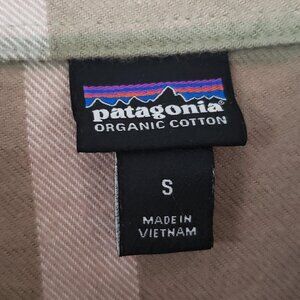 patagonia®
ORGANIC COTTON
S
MADE IN
VIETNAM